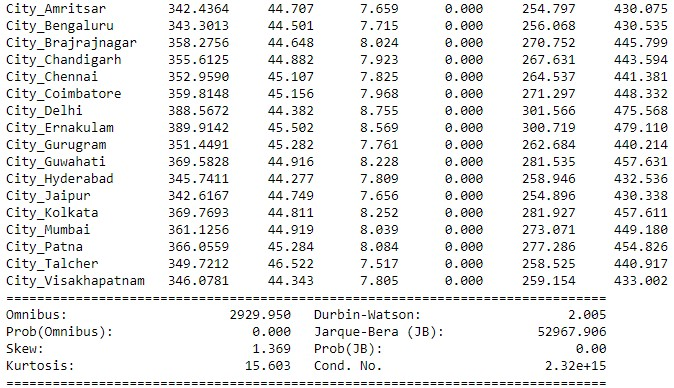 City_Amritsar 342.4364 44.707 7.659 0.000 254.797 430.075
City_Bengaluru 343.3013 44.501 7.715 0.000 256.068 430.535
City_Brajrajnagar 358.2756 44.648 8.024 0.000 270.752 445.799
City_Chandigarh 355.6125 44.882 7.923 0.000 267.631 443.594
City_Chennai 352.9590 45.107 7.825 0.000 264.537 441.381
City_Coimbatore 359.8148 45.156 7.968 0.000 271.297 448.332
City_Delhi 388.5672 44.382 8.755 0.000 301.566 475.568
City_Ernakulam 389.9142 45.502 8.569 0.000 300.719 479.110
City_Gurugram 351.4491 45.282 7.761 0.000 262.684 440.214
City_Guwahati 369.5828 44.916 8.228 0.000 281.535 457.631
City_Hyderabad 345.7411 44.277 7.809 0.000 258.946 432.536
City_Jaipur 342.6167 44.749 7.656 0.000 254.896 430.338
City_Kolkata 369.7693 44.811 8.252 0.000 281.927 457.611
City_Mumbai 361.1256 44.919 8.039 0.000 273.071 449.180
City_Patna 366.0559 45.284 8.084 0.000 277.286 454.826
City_Talcher 349.7212 46.522 7.517 0.000 258.525 440.917
City_Visakhapatnam 346.0781 44.343 7.805 0.000 259.154 433.002
==============================================================================
Omnibus: 2929.950 Durbin-Watson: 2.005
Prob(Omnibus): 0.000 Jarque-Bera (JB): 52967.906
Skew: 1.369 Prob(JB): 0.00
Kurtosis: 15.603 Cond. No. 2.32e+15
==============================================================================